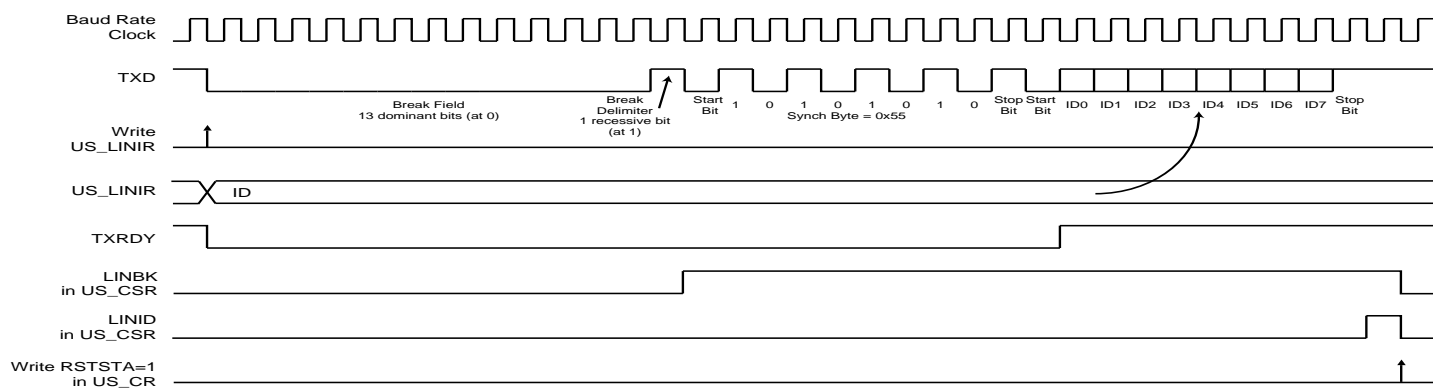 Baud Rate
Clock
TXD
Break Field
13 dominant bits (at 0)
Break
Delimiter
1 recessive bit
(at 1)
Start
Bit
1
0
1
0
1
0
1
0
Synch Byte = 0x55
Stop
Bit
Start
Bit
ID0
ID1
ID2
ID3
ID4
ID5
ID6
ID7
Stop
Bit
Write
US_LINIR
US_LINIR
ID
TXRDY
LINBK
in US_CSR
LINID
in US_CSR
Write RSTSTA=1
in US_CR